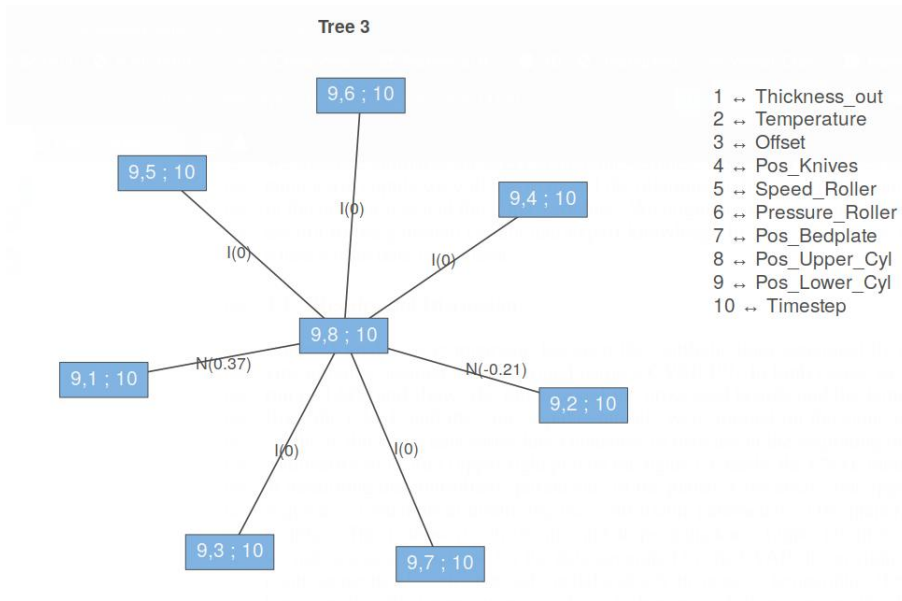 Tree 3
9,6 ; 10
1 ↔ Thickness_out
2 ↔ Temperature
3 ↔ Offset
4 ↔ Pos_Knives
5 ↔ Speed_Roller
6 ↔ Pressure_Roller
7 ↔ Pos_Bedplate
8 ↔ Pos_Upper_Cyl
9 ↔ Pos_Lower_Cyl
10 ↔ Timestep
9,5 ; 10
9,4 ; 10
I(0)
I(0)
I(0)
9,8 ; 10
N(0.37)
N(-0.21)
9,1 ; 10
9,2 ; 10
I(0)
I(0)
9,3 ; 10
9,7 ; 10